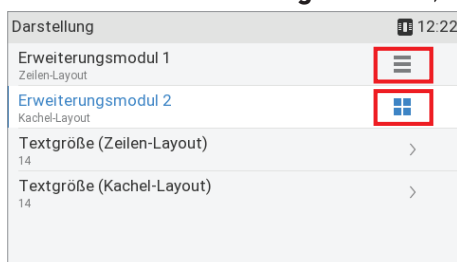 Darstellung 12:22
Erweiterungsmodul 1
Zeilen-Layout
Erweiterungsmodul 2
Kachel-Layout
Textgröße (Zeilen-Layout)
14
Textgröße (Kachel-Layout)
14